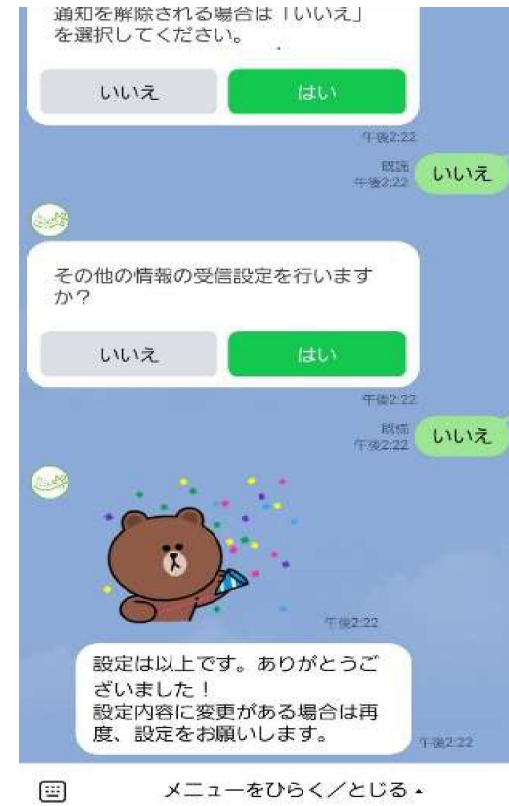 通知を解除される場合は「いいえ」
を選択してください。
いいえ
はい
午後2:22
既読
午後2:22
いいえ
その他の情報の受信設定を行います
か？
いいえ
はい
午後2:22
既読
午後2:22
いいえ
午後2:22
設定は以上です。ありがとうご
ざいました！
設定内容に変更がある場合は再
度、設定をお願いします。
午後2:22
メニューをひらく／とじる▲